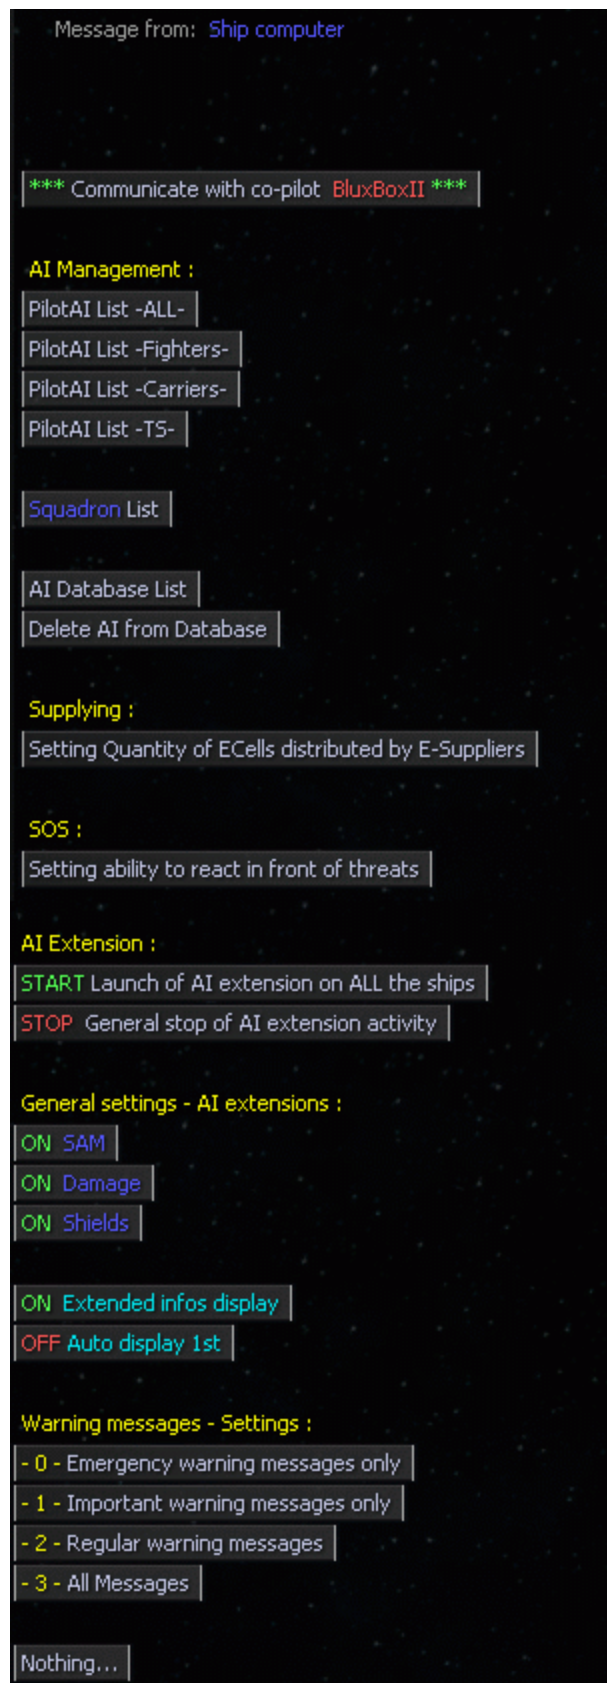 Message from: Ship computer
*** Communicate with co-pilot BluxBoxII ***
AI Management :
PilotAI List -ALL-
PilotAI List -Fighters-
PilotAI List -Carriers-
PilotAI List -TS-
Squadron List
AI Database List
Delete AI from Database
Supplying :
Setting Quantity of ECells distributed by E-Suppliers
SOS :
Setting ability to react in front of threats
AI Extension :
START Launch of AI extension on ALL the ships
STOP General stop of AI extension activity
General settings - AI extensions :
ON SAM
ON Damage
ON Shields
ON Extended infos display
OFF Auto display 1st
Warning messages - Settings :
- 0 - Emergency warning messages only
- 1 - Important warning messages only
- 2 - Regular warning messages
- 3 - All Messages
Nothing...